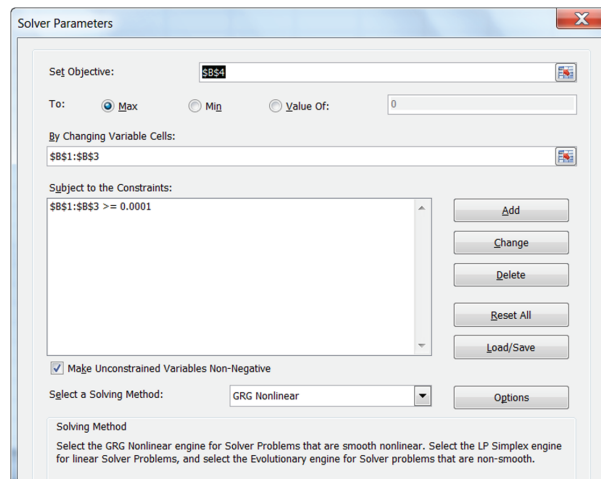 Solver Parameters
Set Objective: $B$4
To: Max Min Value Of: 0
By Changing Variable Cells:
$B$1:$B$3
Subject to the Constraints:
$B$1:$B$3 >= 0.0001
Add
Change
Delete
Reset All
Load/Save
Make Unconstrained Variables Non-Negative
Select a Solving Method: GRG Nonlinear Options
Solving Method
Select the GRG Nonlinear engine for Solver Problems that are smooth nonlinear. Select the LP Simplex engine
for linear Solver Problems, and select the Evolutionary engine for Solver problems that are non-smooth.